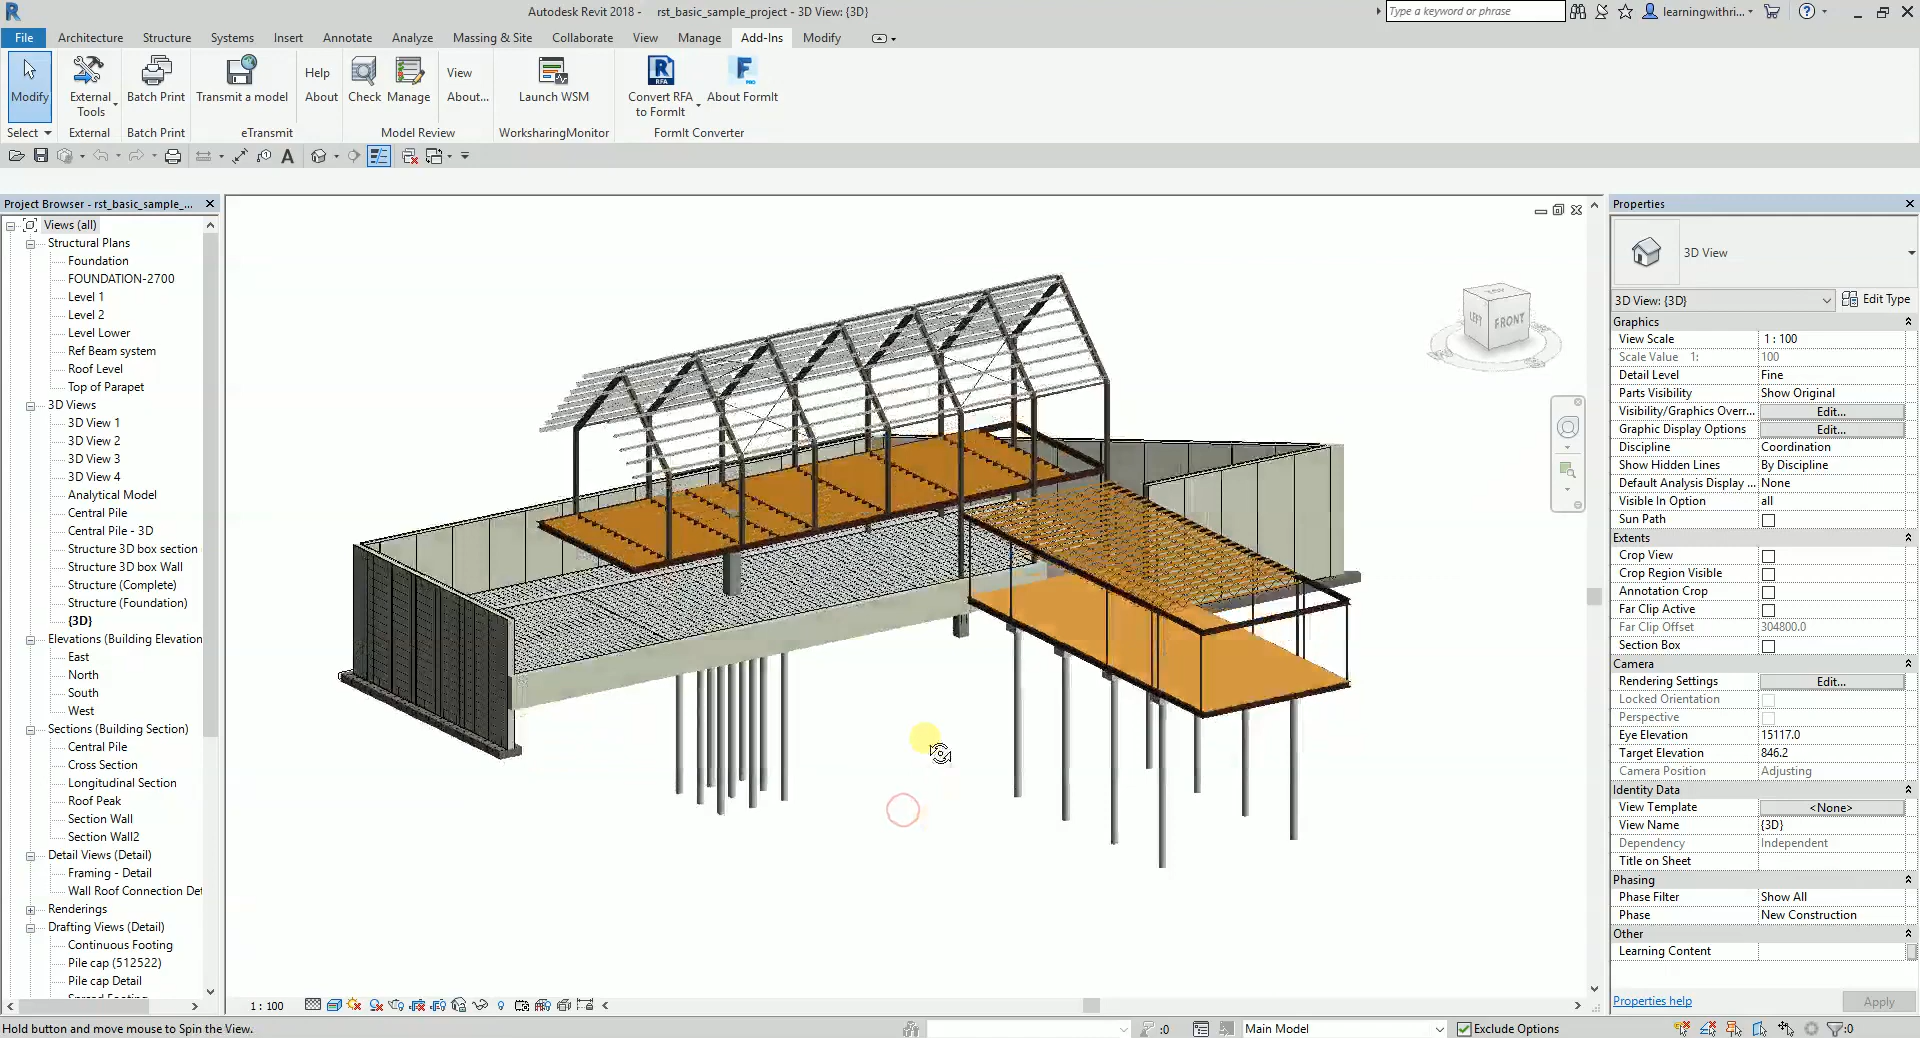 Autodesk Revit 2018 - rst_basic_sample_project - 3D View: {3D}
Type a keyword or phrase
learningwithri...
File Architecture Structure Systems Insert Annotate Analyze Massing & Site Collaborate View Manage Add-Ins Modify
Modify
External Tools
Batch Print
Transmit a model
Help
About
Check
Manage
View
About...
Launch WSM
Convert RFA to FormIt
About FormIt
Select
External
Batch Print
eTransmit
Model Review
WorksharingMonitor
FormIt Converter
Project Browser - rst_basic_sample_...
Views (all)
Structural Plans
Foundation
FOUNDATION-2700
Level 1
Level 2
Level Lower
Ref Beam system
Roof Level
Top of Parapet
3D Views
3D View 1
3D View 2
3D View 3
3D View 4
Analytical Model
Central Pile
Central Pile - 3D
Structure 3D box section
Structure 3D box Wall
Structure (Complete)
Structure (Foundation)
{3D}
Elevations (Building Elevation
East
North
South
West
Sections (Building Section)
Central Pile
Cross Section
Longitudinal Section
Roof Peak
Section Wall
Section Wall2
Detail Views (Detail)
Framing - Detail
Wall Roof Connection Det
Renderings
Drafting Views (Detail)
Continuous Footing
Pile cap (512522)
Pile cap Detail
LEFT FRONT
1 : 100
Properties
3D View
3D View: {3D} Edit Type
Graphics
View Scale 1 : 100
Scale Value 1: 100
Detail Level Fine
Parts Visibility Show Original
Visibility/Graphics Overr... Edit...
Graphic Display Options Edit...
Discipline Coordination
Show Hidden Lines By Discipline
Default Analysis Display ... None
Visible In Option all
Sun Path
Extents
Crop View
Crop Region Visible
Annotation Crop
Far Clip Active
Far Clip Offset 304800.0
Section Box
Camera
Rendering Settings Edit...
Locked Orientation
Perspective
Eye Elevation 15117.0
Target Elevation 846.2
Camera Position Adjusting
Identity Data
View Template <None>
View Name {3D}
Dependency Independent
Title on Sheet
Phasing
Phase Filter Show All
Phase New Construction
Other
Learning Content
Properties help Apply
Hold button and move mouse to Spin the View.
:0
Main Model
Exclude Options
:0